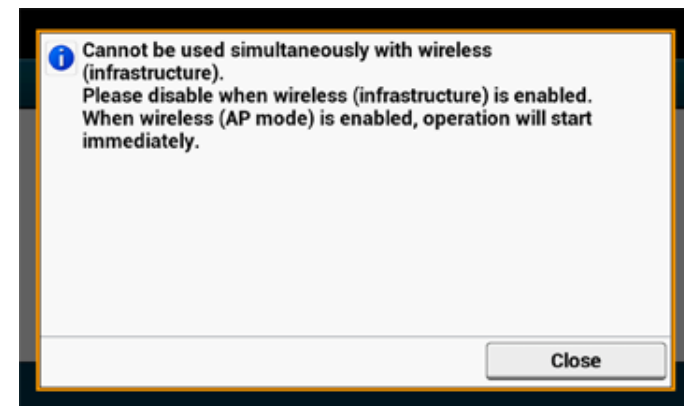 Cannot be used simultaneously with wireless
(infrastructure).
Please disable when wireless (infrastructure) is enabled.
When wireless (AP mode) is enabled, operation will start
immediately.
Close